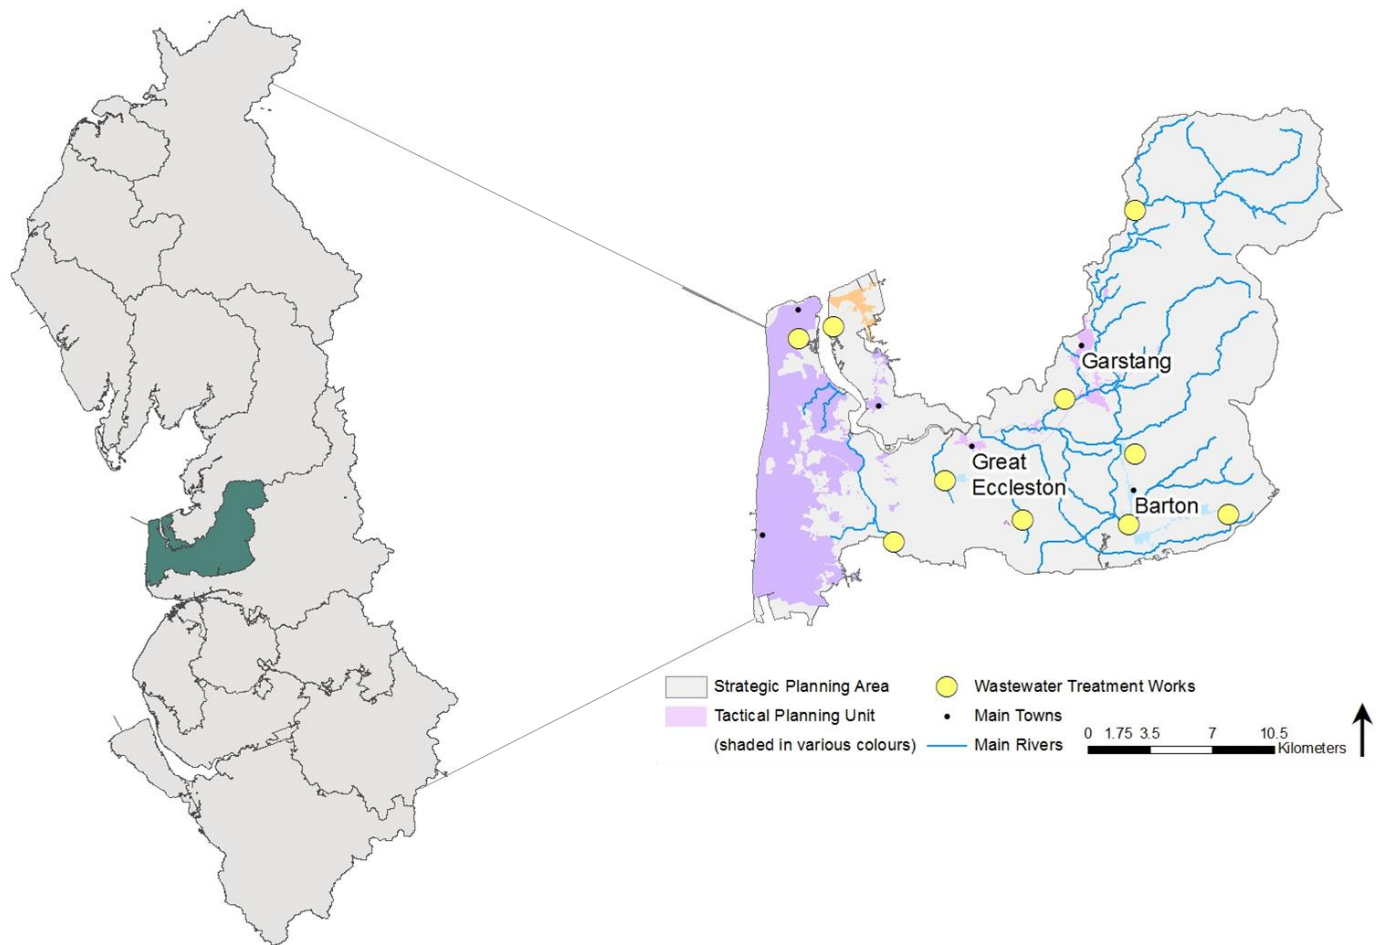 Garstang
Great
Eccleston
Barton
Strategic Planning Area
Wastewater Treatment Works
Tactical Planning Unit
Main Towns
(shaded in various colours)
Main Rivers
0 1.75 3.5 7 10.5
Kilometers